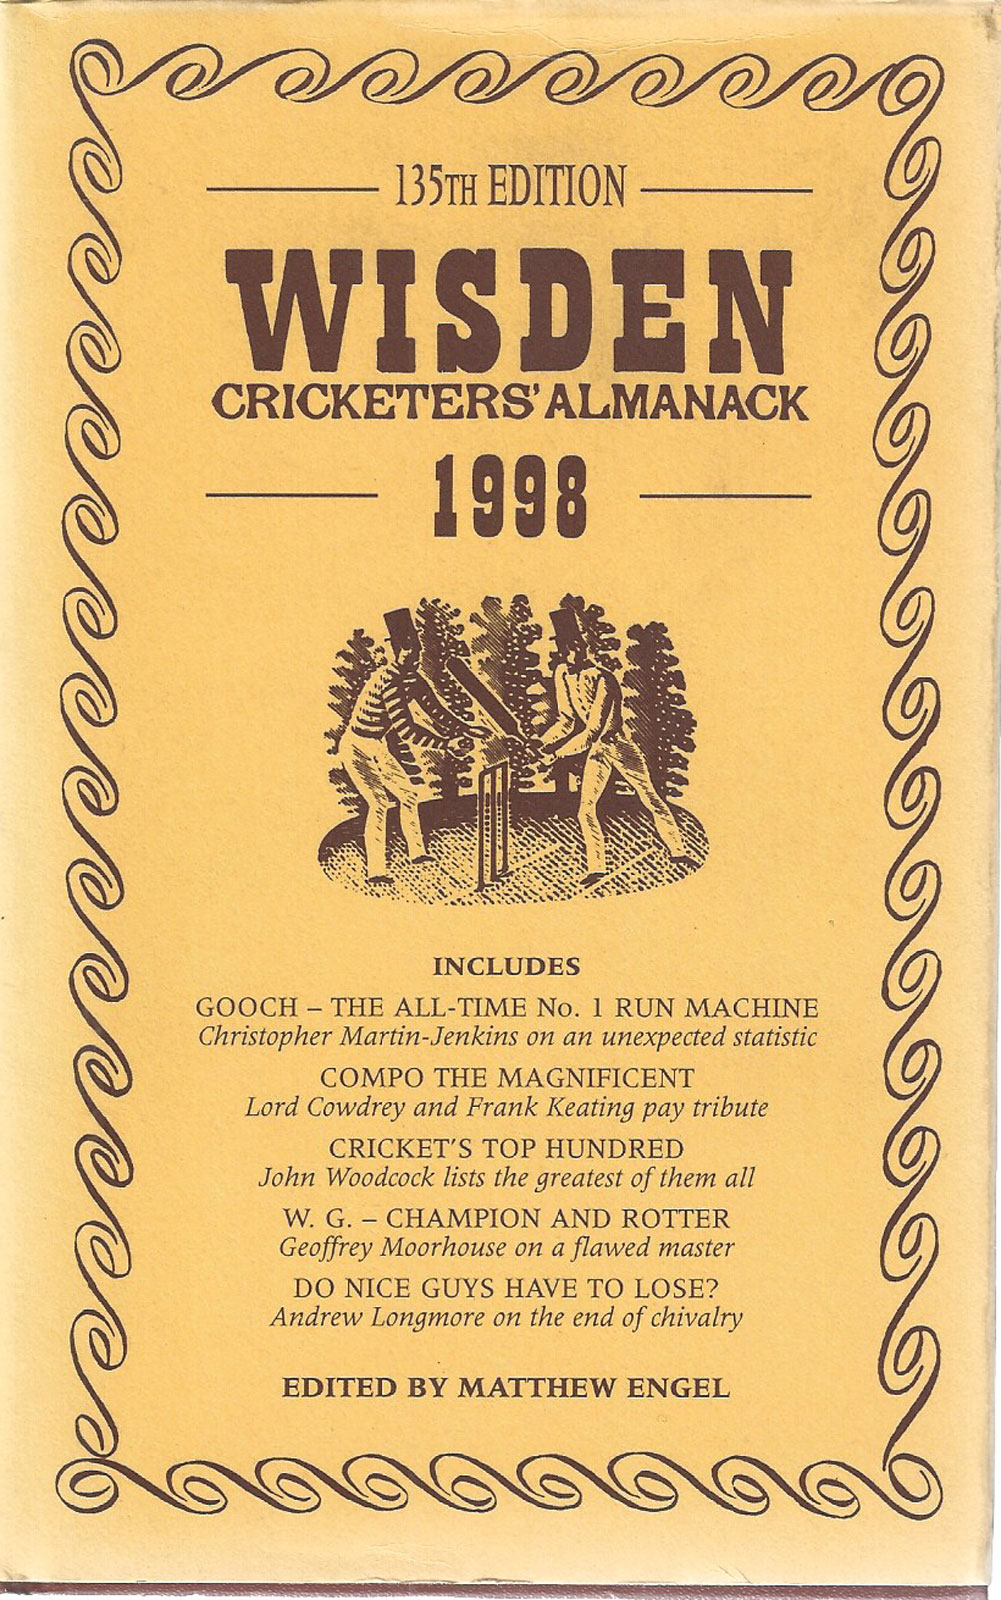 135TH EDITION
WISDEN
CRICKETERS' ALMANACK
1998
INCLUDES
GOOCH – THE ALL-TIME No. 1 RUN MACHINE
Christopher Martin-Jenkins on an unexpected statistic
COMPO THE MAGNIFICENT
Lord Cowdrey and Frank Keating pay tribute
CRICKET'S TOP HUNDRED
John Woodcock lists the greatest of them all
W. G. – CHAMPION AND ROTTER
Geoffrey Moorhouse on a flawed master
DO NICE GUYS HAVE TO LOSE?
Andrew Longmore on the end of chivalry
EDITED BY MATTHEW ENGEL